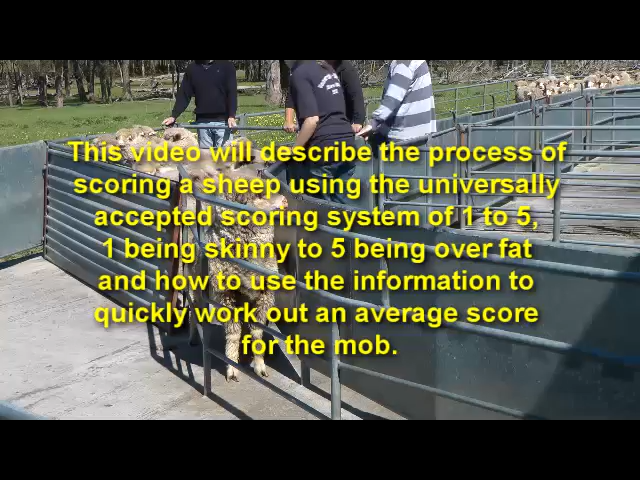 This video will describe the process of
scoring a sheep using the universally
accepted scoring system of 1 to 5,
1 being skinny to 5 being over fat
and how to use the information to
quickly work out an average score
for the mob.